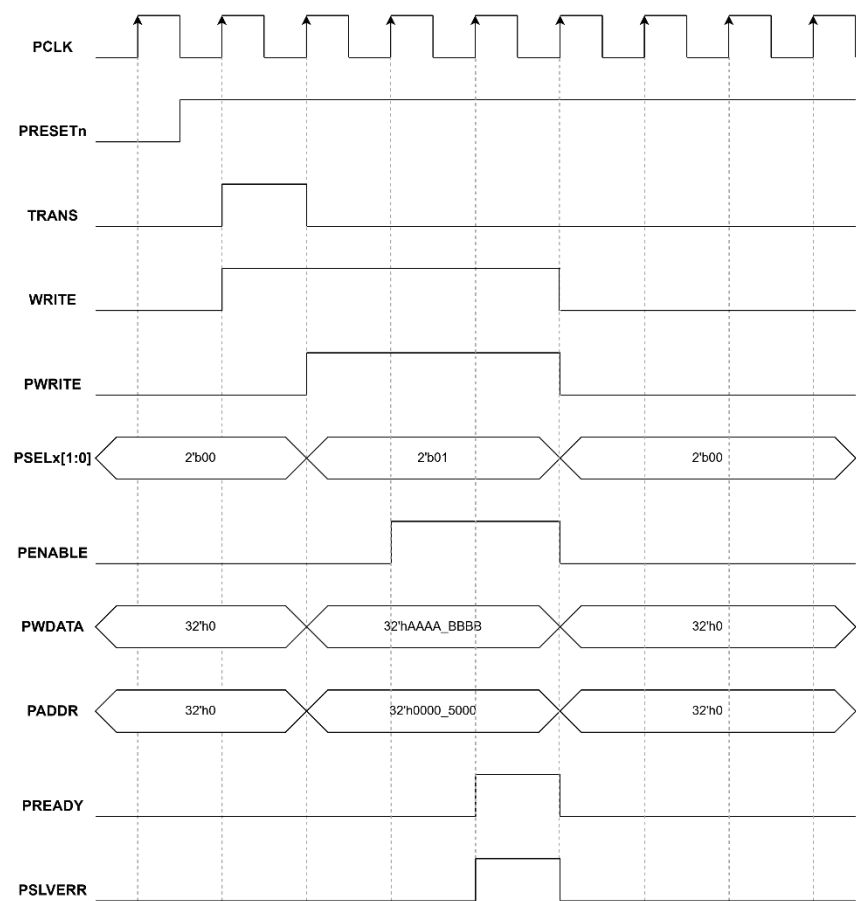 PCLK
PRESETn
TRANS
WRITE
PWRITE
PSELx[1:0] 2'b00 2'b01 2'b00
PENABLE
PWDATA 32'h0 32'hAAAA_BBBB 32'h0
PADDR 32'h0 32'h0000_5000 32'h0
PREADY
PSLVERR